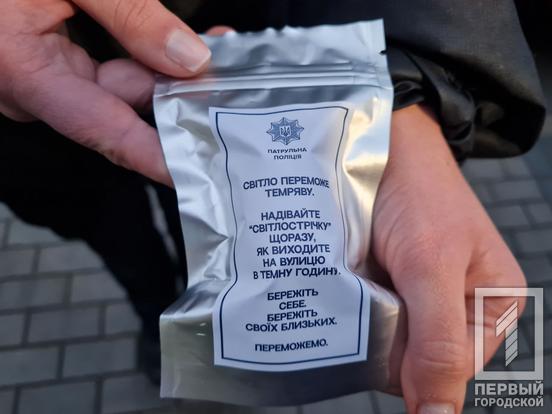 ПАТРУЛЬНА
ПОЛІЦІЯ
СВІТЛО ПЕРЕМОЖЕ
ТЕМРЯВУ.
НАДІВАЙТЕ
"СВІТЛОСТРІЧКУ"
ЩОРАЗУ,
ЯК ВИХОДИТЕ
НА ВУЛИЦЮ
В ТЕМНУ ГОДИНУ.
БЕРЕЖІТЬ
СЕБЕ.
БЕРЕЖІТЬ
СВОЇХ БЛИЗЬКИХ.
ПЕРЕМОЖЕМО.
1
ПЕРВЫЙ
ГОРОДСКОЙ